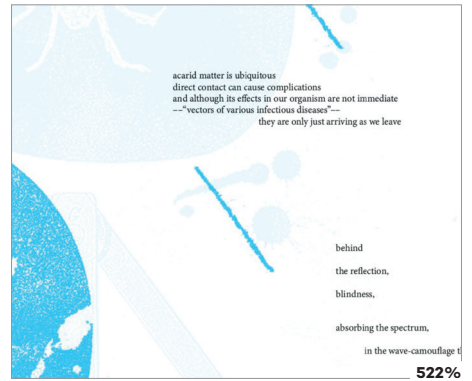 acarid matter is ubiquitous
direct contact can cause complications
and although its effects in our organism are not immediate
––“vectors of various infectious diseases”––
they are only just arriving as we leave
behind
the reflection,
blindness,
absorbing the spectrum,
in the wave-camouflage
522%